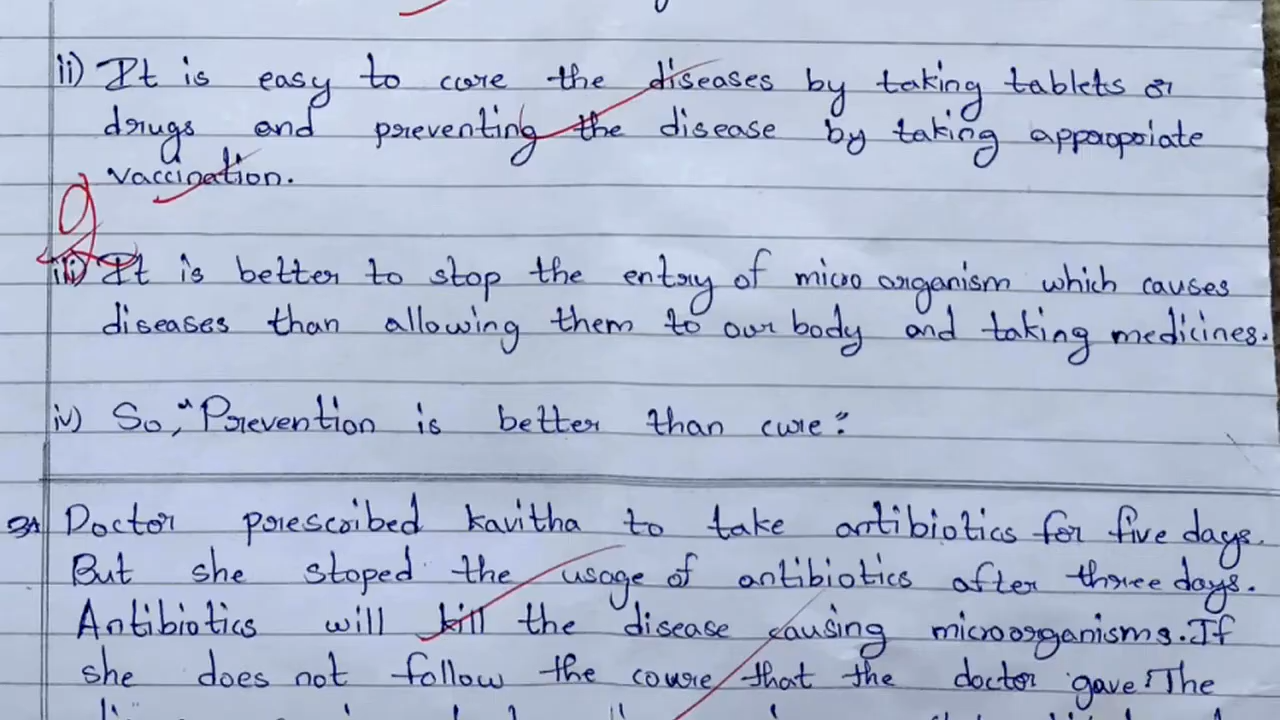 ii) It is easy to cure the diseases by taking tablets or
drugs and preventing the disease by taking appropriate
vaccination.
iii) It is better to stop the entry of micro organism which causes
diseases than allowing them to our body and taking medicines.
iv) So, "Prevention is better than cure."
3A Doctor prescribed kavitha to take antibiotics for five days.
But she stoped the usage of antibiotics after three days.
Antibiotics will kill the disease causing microorganisms. If
she does not follow the course that the doctor gave. The